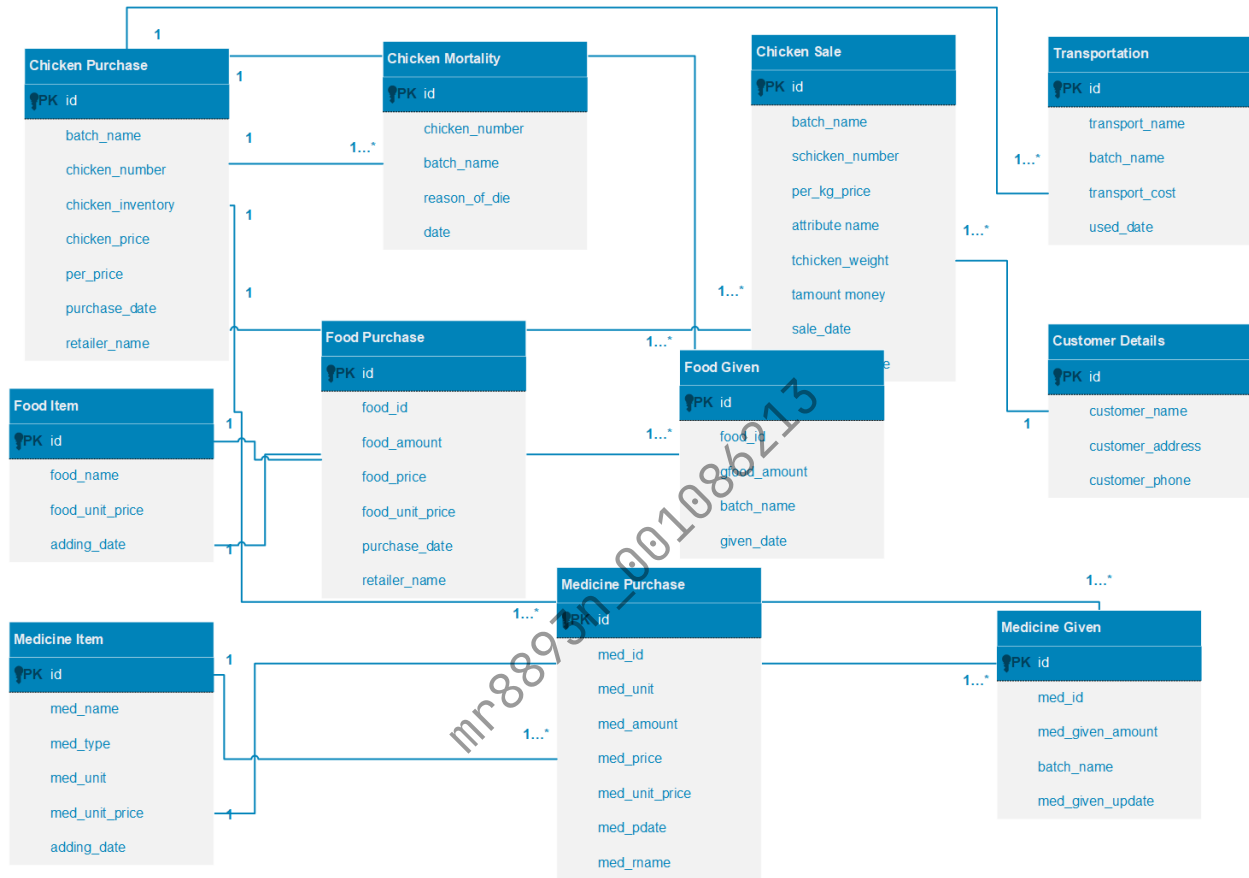 1
Chicken Purchase
PK id
batch_name
chicken_number
chicken_inventory
chicken_price
per_price
purchase_date
retailer_name
1
1
1
1
Chicken Mortality
PK id
chicken_number
batch_name
reason_of_die
date
1...*
Chicken Sale
PK id
batch_name
schicken_number
per_kg_price
attribute name
tchicken_weight
tamount money
sale_date
e
1...*
1...*
Transportation
PK id
transport_name
batch_name
transport_cost
used_date
1...*
Customer Details
PK id
customer_name
customer_address
customer_phone
1
Food Item
PK id
food_name
food_unit_price
adding_date
1
1
Food Purchase
PK id
food_id
food_amount
food_price
food_unit_price
purchase_date
retailer_name
Food Given
PK id
food_id
gfood_amount
batch_name
given_date
1...*
1...*
Medicine Item
PK id
med_name
med_type
med_unit
med_unit_price
adding_date
1
1
Medicine Purchase
PK id
med_id
med_unit
med_amount
med_price
med_unit_price
med_pdate
med_rname
1...*
1...*
Medicine Given
PK id
med_id
med_given_amount
batch_name
med_given_update
1...*
1...*
mr8893n_001086213